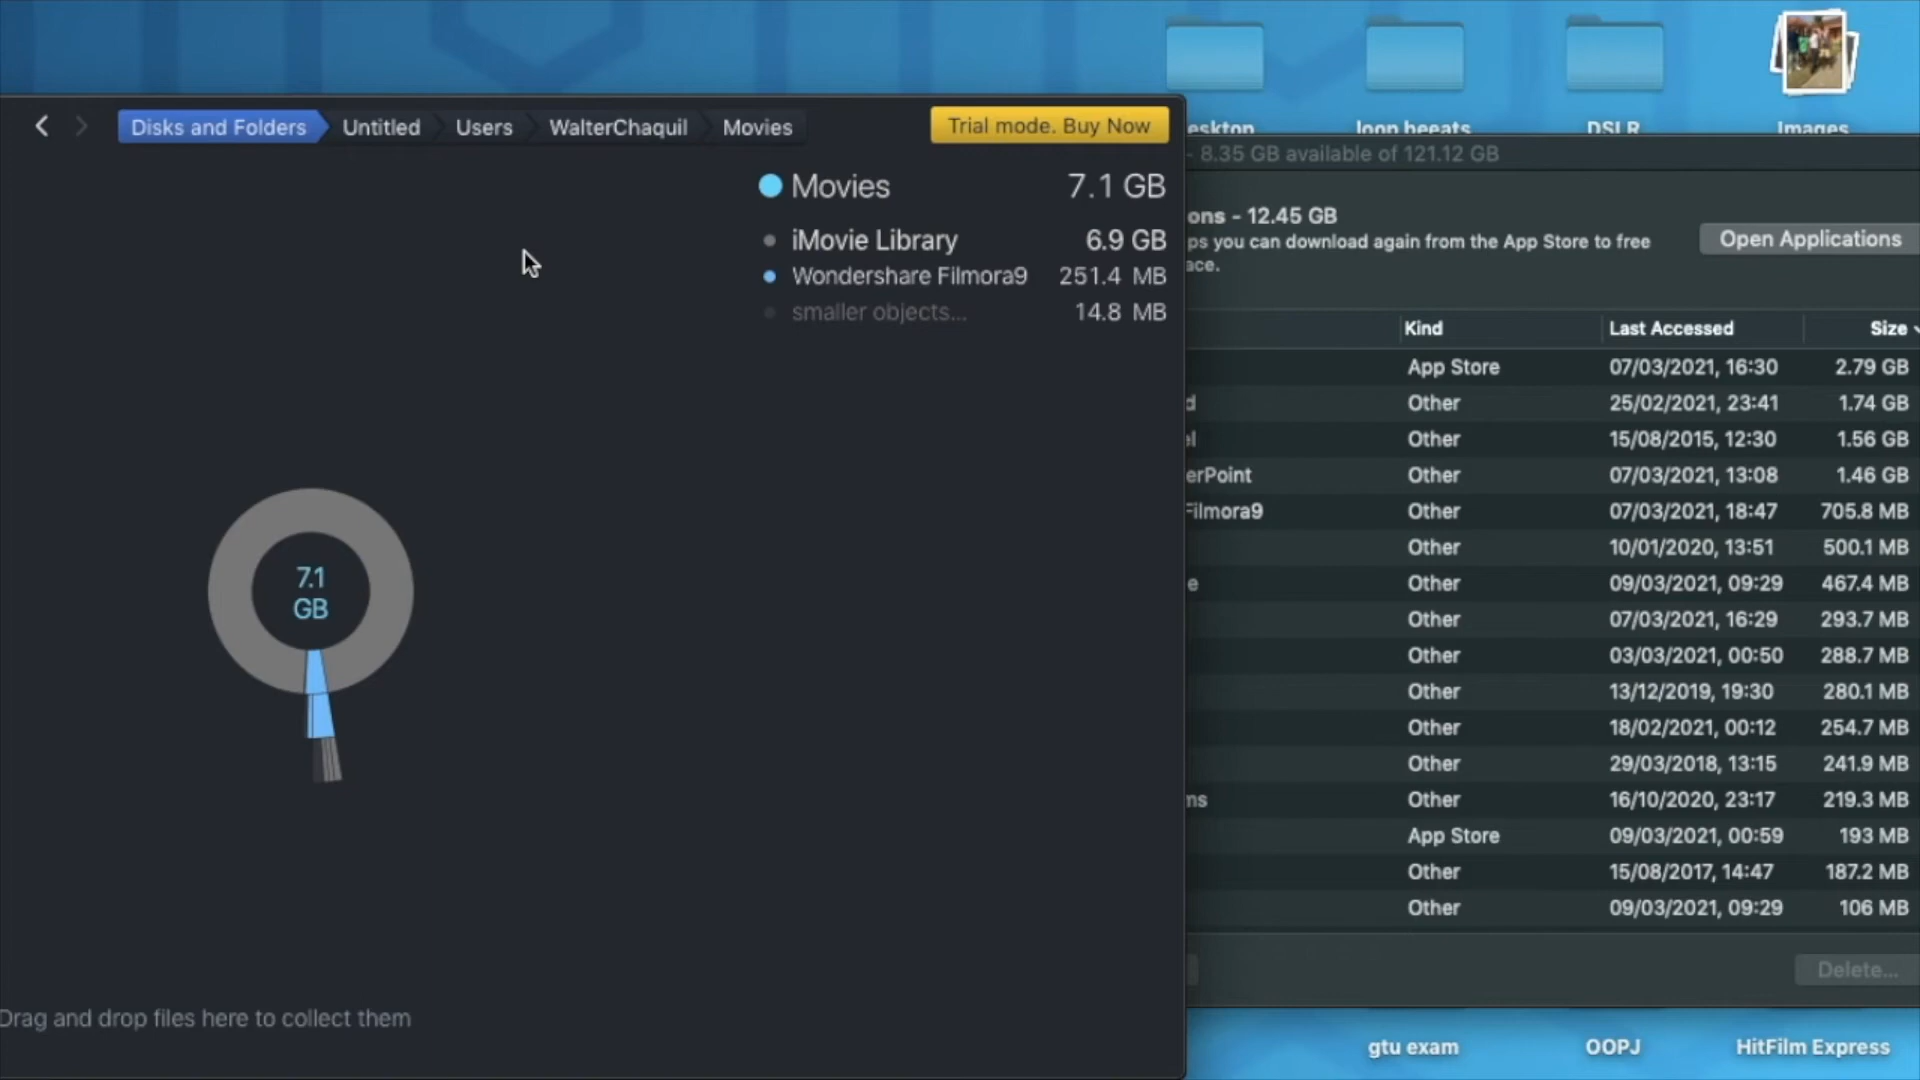 Disks and Folders Untitled Users WalterChaquil Movies
Trial mode. Buy Now
Movies 7.1 GB
iMovie Library 6.9 GB
Wondershare Filmora9 251.4 MB
smaller objects... 14.8 MB
7.1
GB
Drag and drop files here to collect them
esktop loop beeats DSLR Images
- 8.35 GB available of 121.12 GB
ons - 12.45 GB
ps you can download again from the App Store to free
ace.
Open Applications
Kind Last Accessed Size
App Store 07/03/2021, 16:30 2.79 GB
d Other 25/02/2021, 23:41 1.74 GB
el Other 15/08/2015, 12:30 1.56 GB
erPoint Other 07/03/2021, 13:08 1.46 GB
Filmora9 Other 07/03/2021, 18:47 705.8 MB
Other 10/01/2020, 13:51 500.1 MB
e Other 09/03/2021, 09:29 467.4 MB
Other 07/03/2021, 16:29 293.7 MB
Other 03/03/2021, 00:50 288.7 MB
Other 13/12/2019, 19:30 280.1 MB
Other 18/02/2021, 00:12 254.7 MB
Other 29/03/2018, 13:15 241.9 MB
ms Other 16/10/2020, 23:17 219.3 MB
App Store 09/03/2021, 00:59 193 MB
Other 15/08/2017, 14:47 187.2 MB
Other 09/03/2021, 09:29 106 MB
Delete...
gtu exam OOPJ HitFilm Express